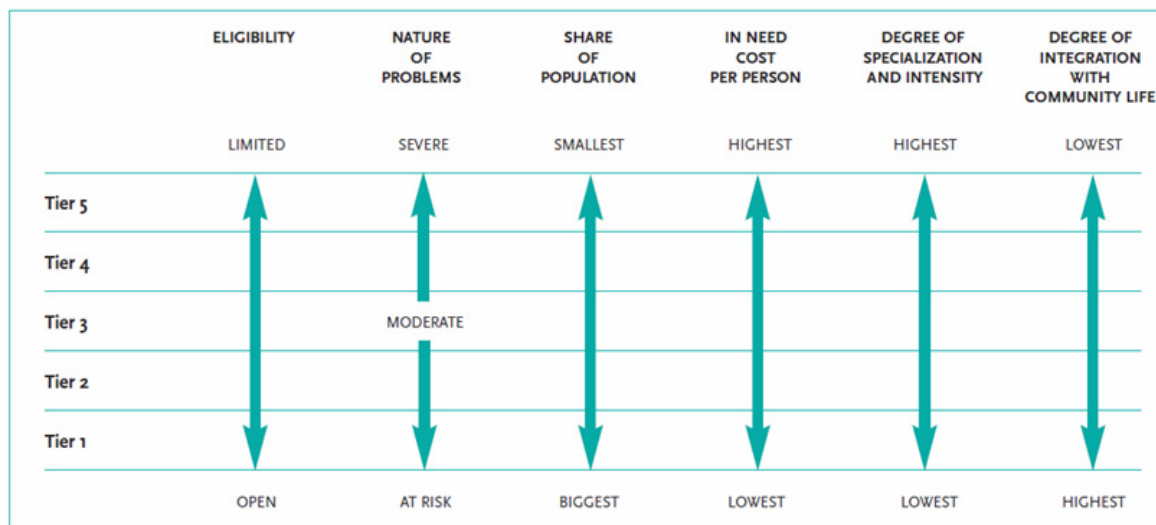 ELIGIBILITY
NATURE
OF
PROBLEMS
SHARE
OF
POPULATION
IN NEED
COST
PER PERSON
DEGREE OF
SPECIALIZATION
AND INTENSITY
DEGREE OF
INTEGRATION
WITH
COMMUNITY LIFE
LIMITED
SEVERE
SMALLEST
HIGHEST
HIGHEST
LOWEST
Tier 5
Tier 4
Tier 3
MODERATE
Tier 2
Tier 1
OPEN
AT RISK
BIGGEST
LOWEST
LOWEST
HIGHEST